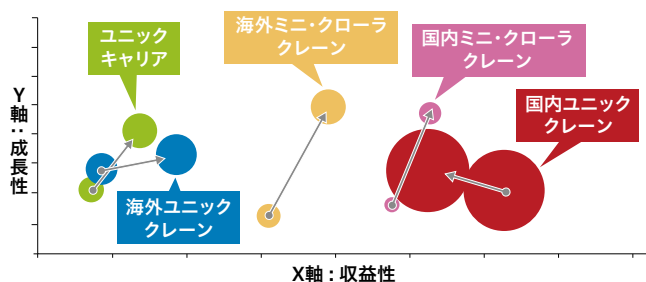 ユニック
キャリア
海外ミニ・クローラ
クレーン
国内ミニ・クローラ
クレーン
国内ユニック
クレーン
海外ユニック
クレーン
Y軸：成長性
X軸：収益性